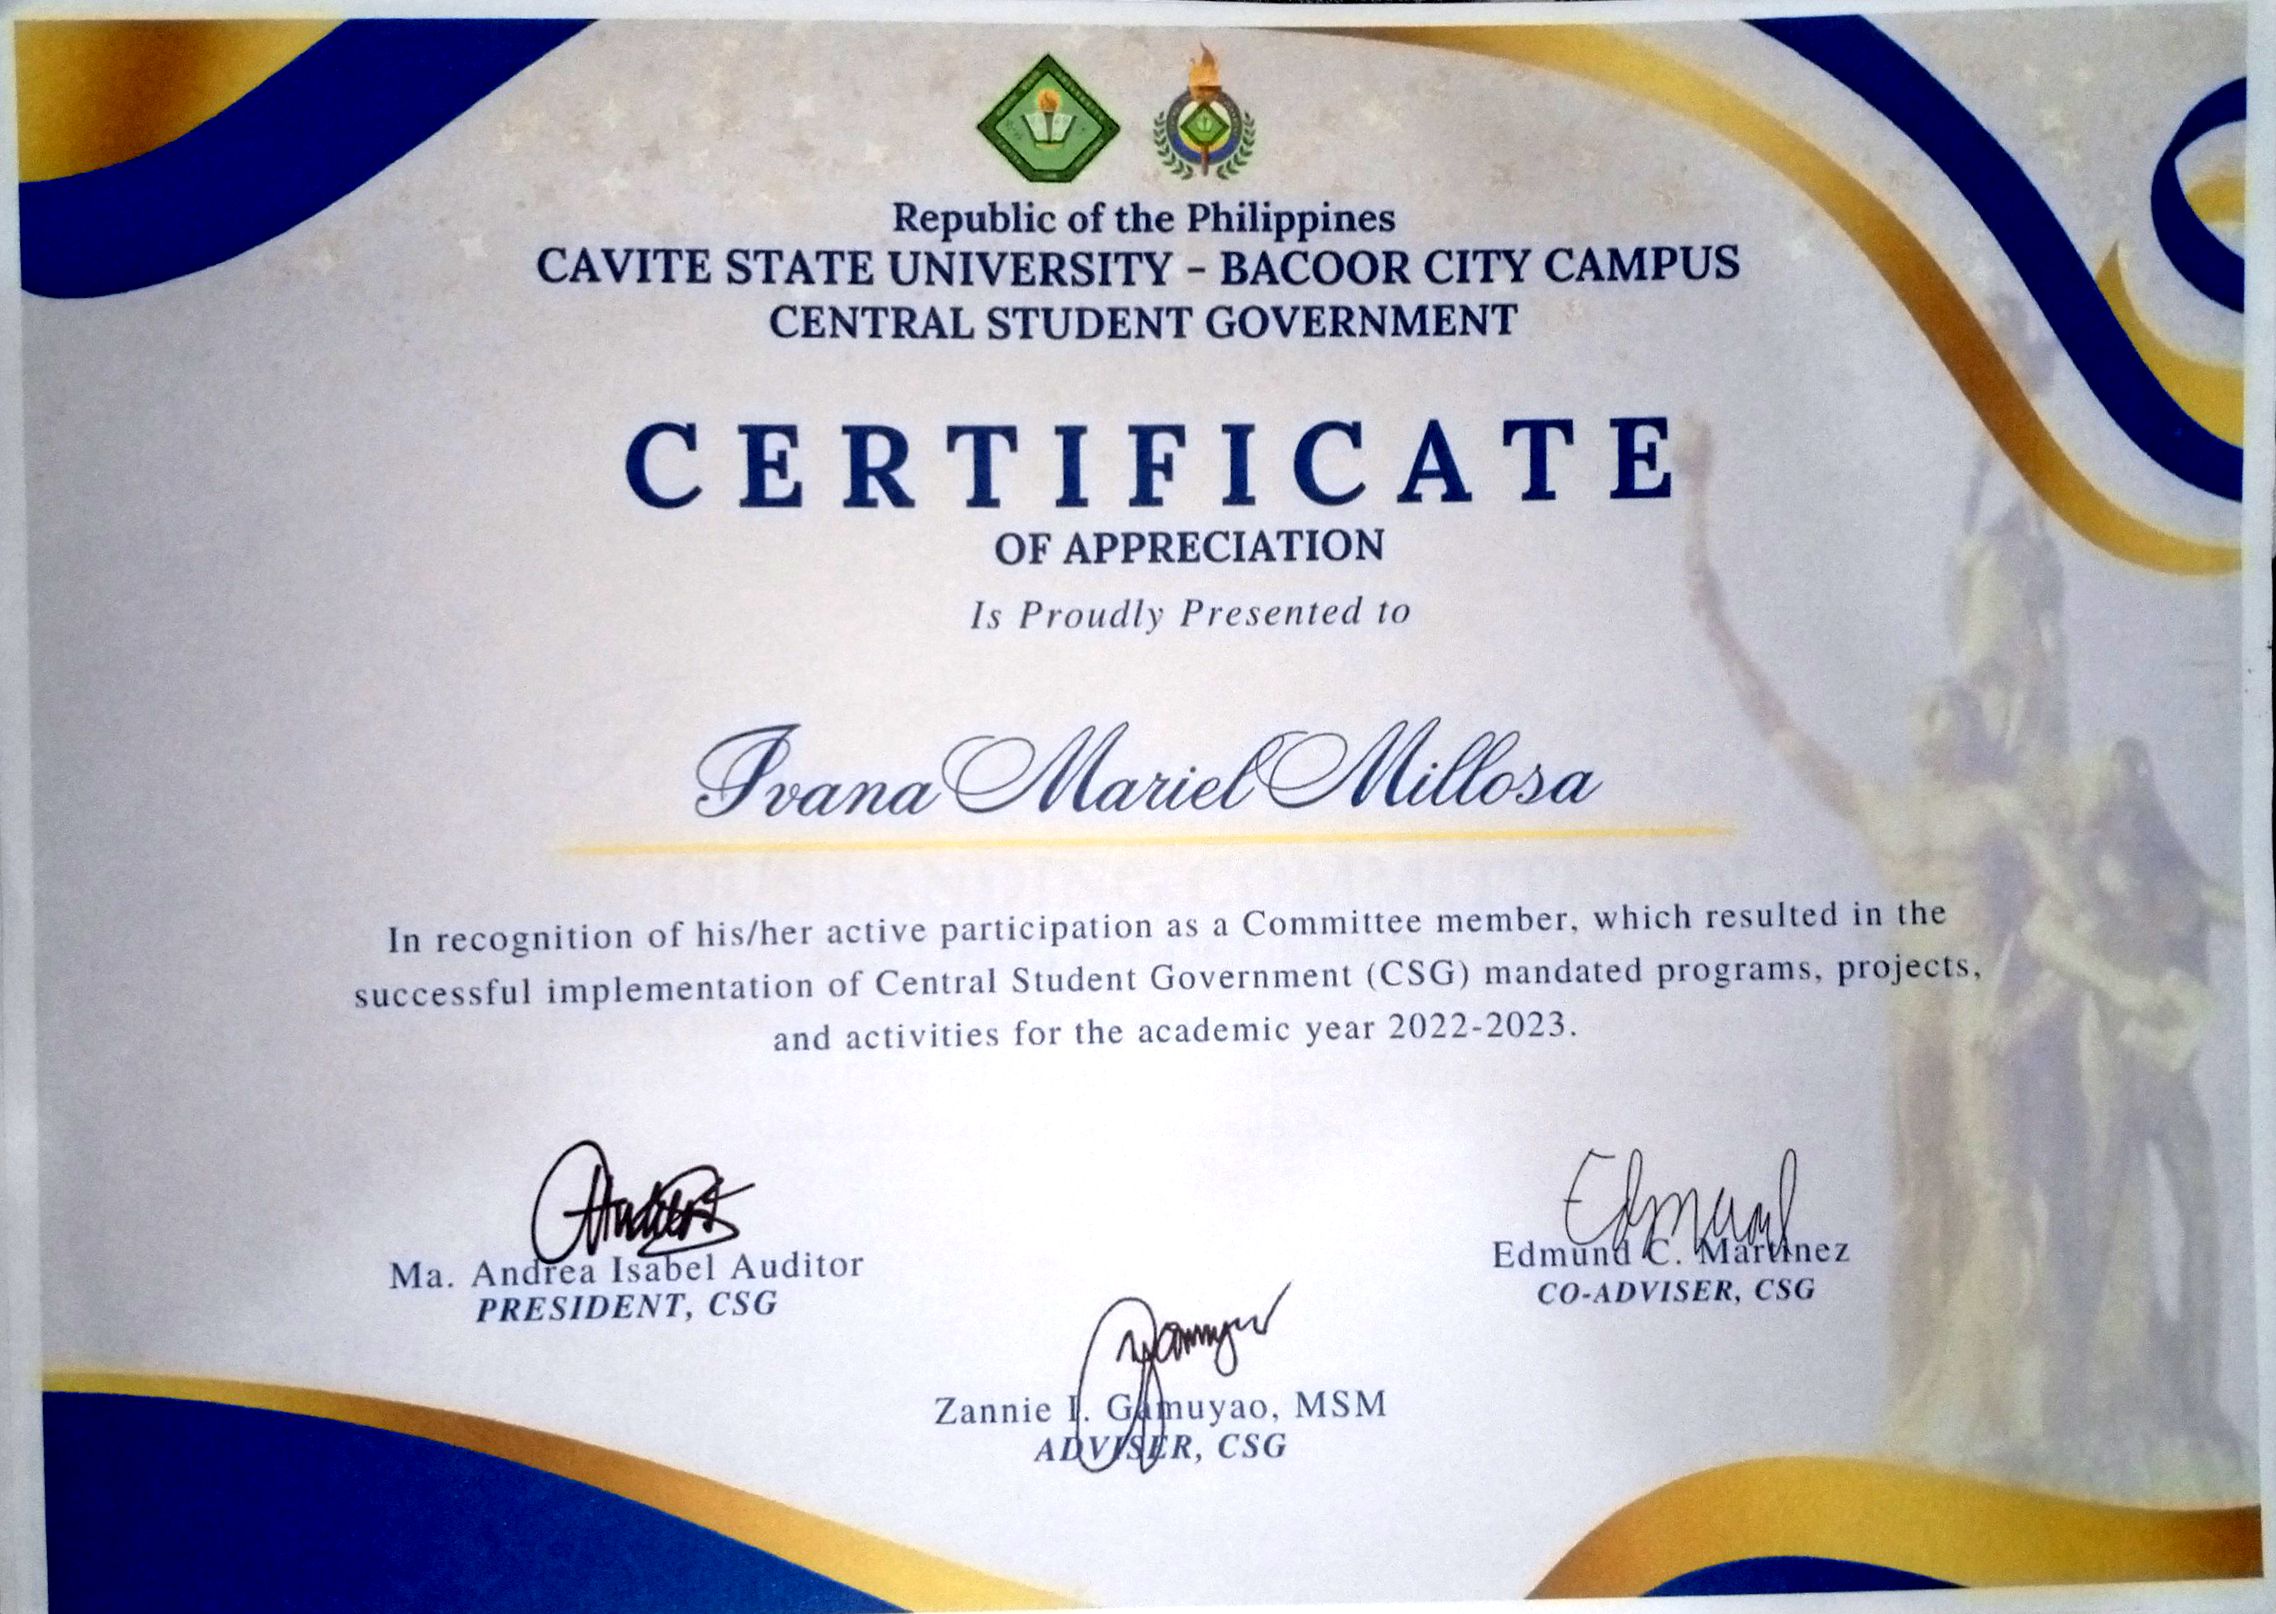 Republic of the Philippines
CAVITE STATE UNIVERSITY - BACOOR CITY CAMPUS
CENTRAL STUDENT GOVERNMENT
CERTIFICATE
OF APPRECIATION
Is Proudly Presented to
Ivana Mariel Millosa
In recognition of his/her active participation as a Committee member, which resulted in the
successful implementation of Central Student Government (CSG) mandated programs, projects,
and activities for the academic year 2022-2023.
Ma. Andrea Isabel Auditor
PRESIDENT, CSG
Edmund C. Martinez
CO-ADVISER, CSG
Zannie I. Gamuyao, MSM
ADVISER, CSG